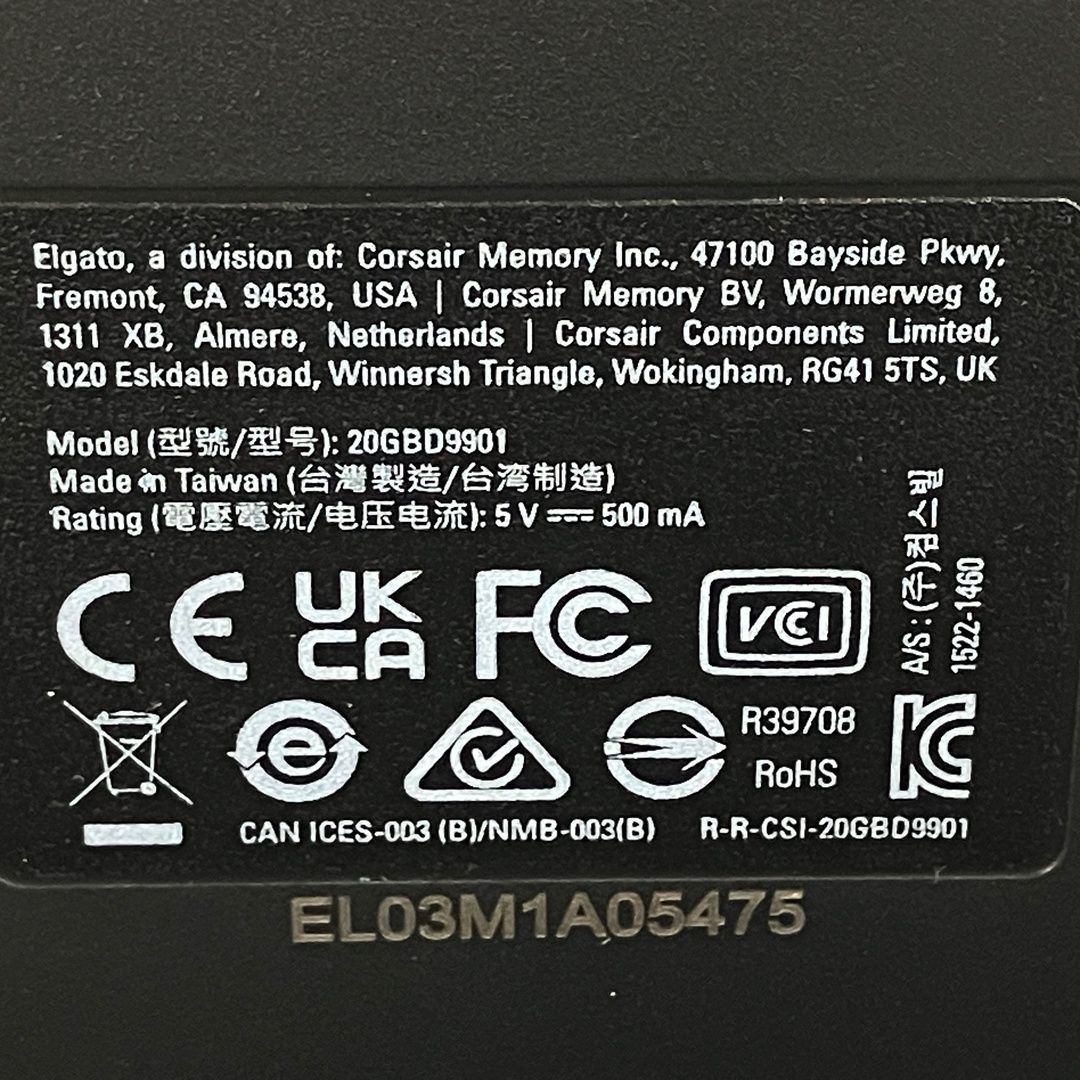 Elgato, a division of: Corsair Memory Inc., 47100 Bayside Pkwy,
Fremont, CA 94538, USA | Corsair Memory BV, Wormerweg 8,
1311 XB, Almere, Netherlands | Corsair Components Limited,
1020 Eskdale Road, Winnersh Triangle, Wokingham, RG41 5TS, UK
Model (型號/型号): 20GBD9901
Made in Taiwan (台灣製造/台湾制造)
Rating (電壓電流/电压电流): 5 V ⎓ 500 mA
A/S : (주)컴스빌
1522-1460
CE UK CA FC VCI
R39708
RoHS
KC
CAN ICES-003 (B)/NMB-003(B) R-R-CSI-20GBD9901
EL03M1A05475